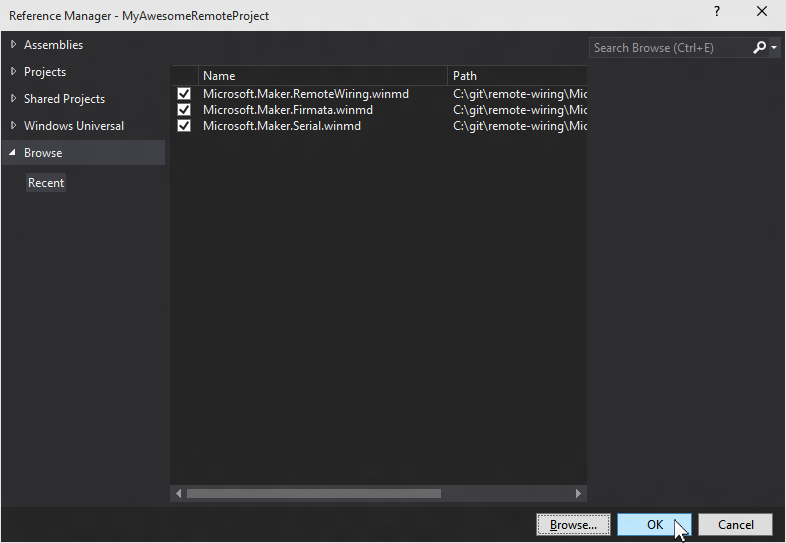 Reference Manager - MyAwesomeRemoteProject
?
Assemblies
Projects
Shared Projects
Windows Universal
Browse
Recent
Search Browse (Ctrl+E)
Name Path
Microsoft.Maker.RemoteWiring.winmd C:\git\remote-wiring\Mic
Microsoft.Maker.Firmata.winmd C:\git\remote-wiring\Mic
Microsoft.Maker.Serial.winmd C:\git\remote-wiring\Mic
Browse... OK Cancel